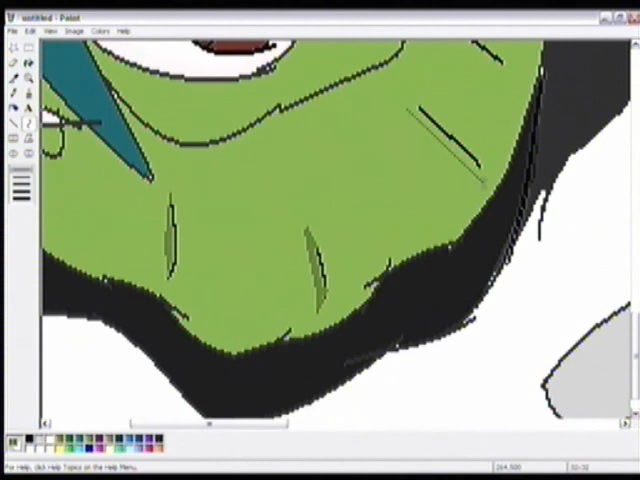 untitled - Paint
File Edit View Image Colors Help
For Help, click Help Topics on the Help Menu.